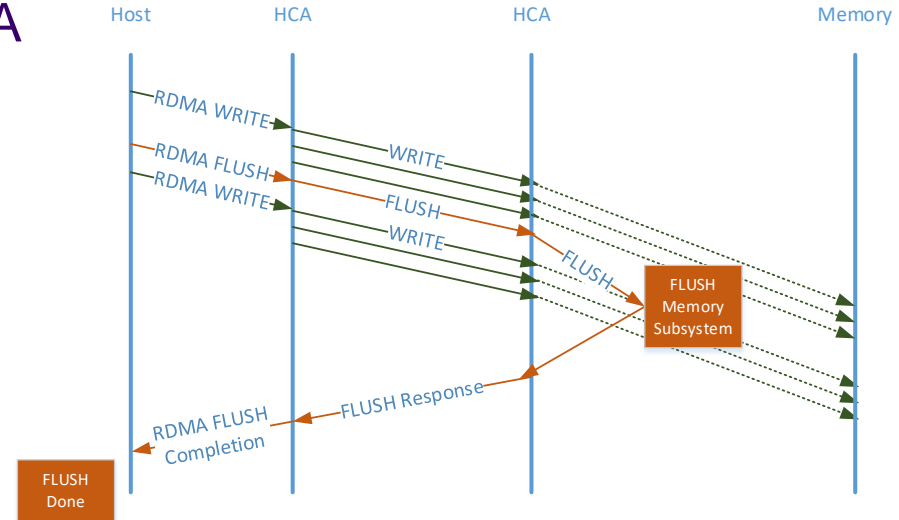 A
Host
HCA
HCA
Memory
RDMA WRITE
WRITE
RDMA FLUSH
RDMA WRITE
FLUSH
WRITE
FLUSH
FLUSH
Memory
Subsystem
FLUSH Response
RDMA FLUSH
Completion
FLUSH
Done